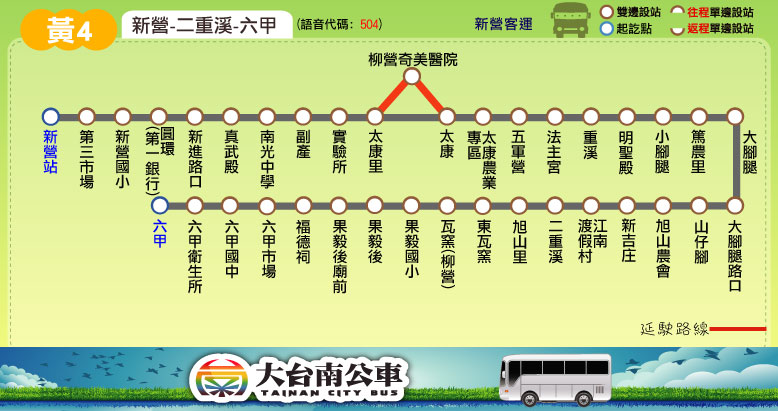 黃4
新營-二重溪-六甲
(語音代碼：504)
新營客運
雙邊設站
起訖點
往程單邊設站
返程單邊設站
柳營奇美醫院
新營站
第三市場
新營國小
圓環
(第一銀行)
新進路口
真武殿
南光中學
副產
實驗所
太康里
太康
太康農業
專區
五軍營
法主宮
重溪
明聖殿
小腳腿
篤農里
大腳腿
六甲
六甲衛生所
六甲國中
六甲市場
福德祠
果毅後廟前
果毅後
果毅國小
瓦窯(柳營)
東瓦窯
旭山里
二重溪
江南
渡假村
新吉庄
旭山農會
山仔腳
大腳腿路口
延駛路線
大台南公車
TAINAN CITY BUS